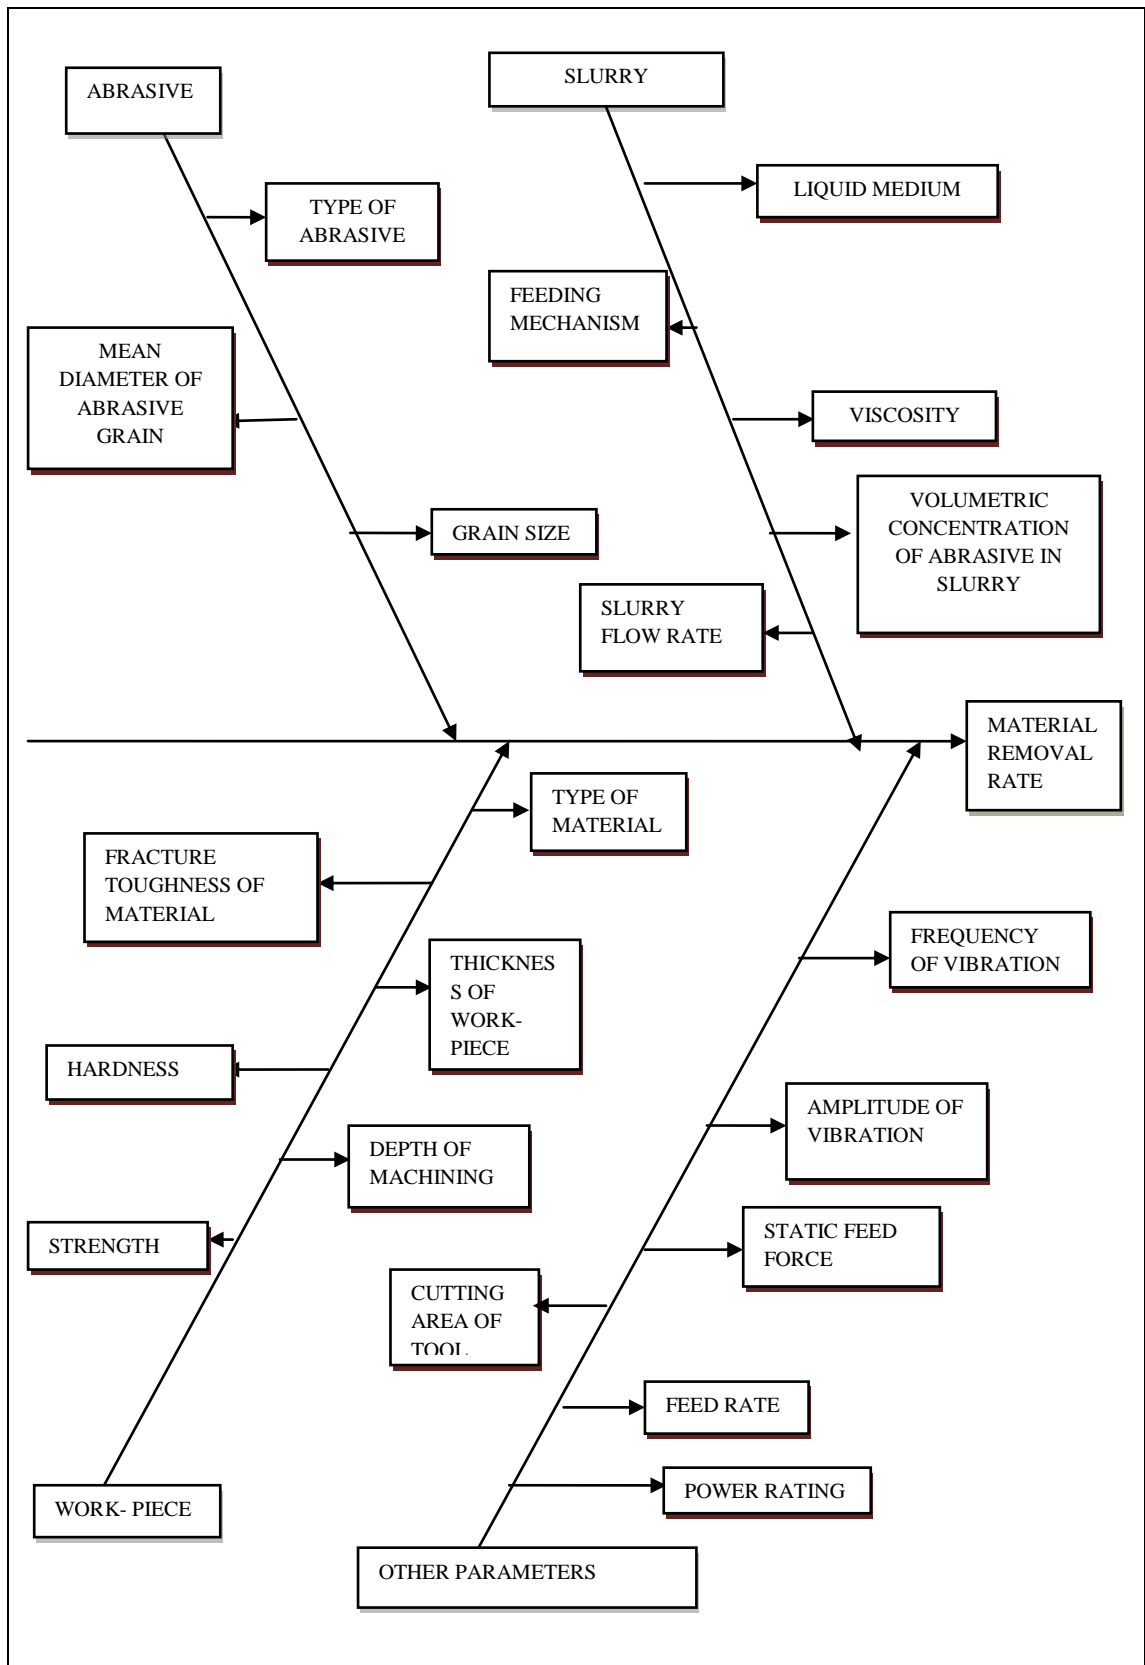 ABRASIVE
SLURRY
TYPE OF
ABRASIVE
LIQUID MEDIUM
FEEDING
MECHANISM
MEAN
DIAMETER OF
ABRASIVE
GRAIN
VISCOSITY
GRAIN SIZE
VOLUMETRIC
CONCENTRATION
OF ABRASIVE IN
SLURRY
SLURRY
FLOW RATE
MATERIAL
REMOVAL
RATE
TYPE OF
MATERIAL
FRACTURE
TOUGHNESS OF
MATERIAL
FREQUENCY
OF VIBRATION
THICKNES
S OF
WORK-
PIECE
HARDNESS
AMPLITUDE OF
VIBRATION
DEPTH OF
MACHINING
STRENGTH
STATIC FEED
FORCE
CUTTING
AREA OF
TOOL
FEED RATE
POWER RATING
WORK- PIECE
OTHER PARAMETERS